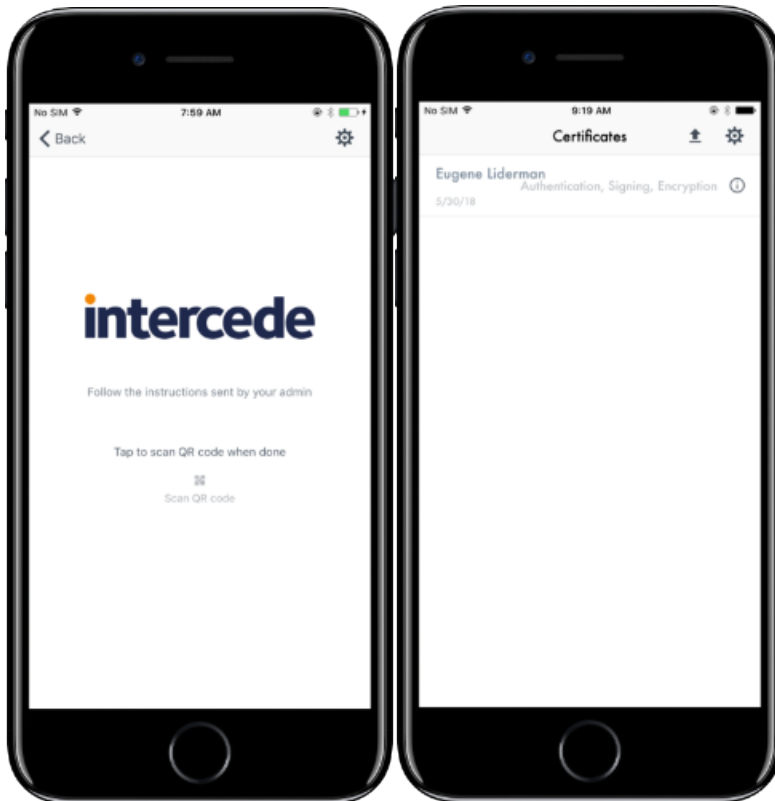 No SIM 7:59 AM
Back
intercede
Follow the instructions sent by your admin
Tap to scan QR code when done
Scan QR code
No SIM 9:19 AM
Certificates
Eugene Liderman
Authentication, Signing, Encryption
5/30/18